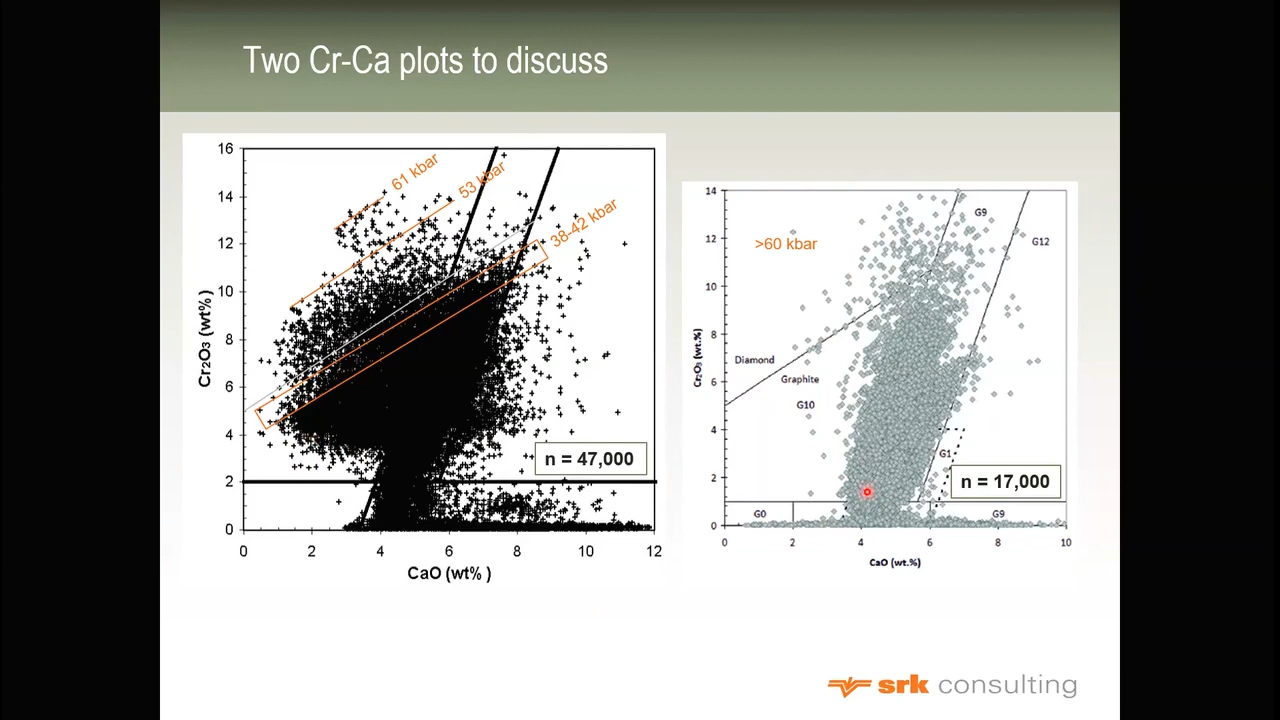 Two Cr-Ca plots to discuss
16
14
12
10
8
6
4
2
0
Cr2O3 (wt%)
61 kbar
53 kbar
38-42 kbar
n = 47,000
0 2 4 6 8 10 12
CaO (wt% )
14
12
10
8
6
4
2
0
Cr2O3 (wt.%)
>60 kbar
G9
G12
Diamond
Graphite
G10
G1
n = 17,000
G0
G9
0 2 4 6 8 10
CaO (wt.%)
srk consulting